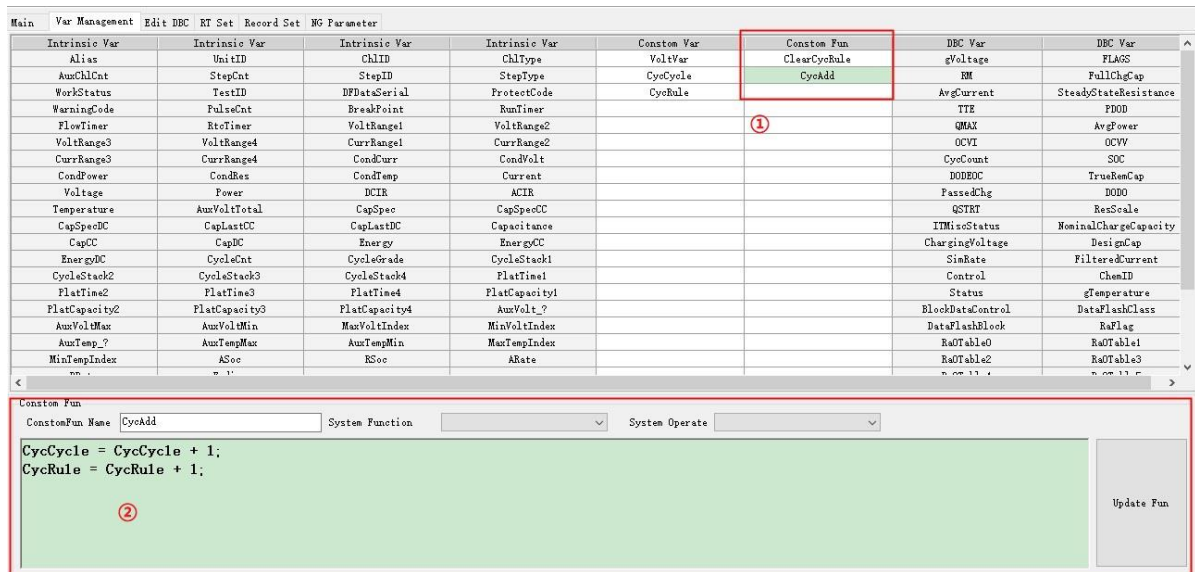 Main Var Management Edit DBC RT Set Record Set NG Parameter
Intrinsic Var Intrinsic Var Intrinsic Var Intrinsic Var Constom Var Constom Fun DBC Var DBC Var
Alias UnitID ChlID ChlType VoltVar ClearCycRule gVoltage FLAGS
AuxChlCnt StepCnt StepID StepType CycCycle CycAdd RM FullChgCap
WorkStatus TestID DFDataSerial ProtectCode CycRule AvgCurrent SteadyStateResistance
WarningCode PulseCnt BreakPoint RunTimer TTE PDOD
FlowTimer RtcTimer VoltRange1 VoltRange2 ① QMAX AvgPower
VoltRange3 VoltRange4 CurrRange1 CurrRange2 OCVI OCVV
CurrRange3 CurrRange4 CondCurr CondVolt CycCount SOC
CondPower CondRes CondTemp Current DODEOC TrueRemCap
Voltage Power DCIR ACIR PassedChg DODO
Temperature AuxVoltTotal CapSpec CapSpecCC QSTRT ResScale
CapSpecDC CapLastCC CapLastDC Capacitance ITMiscStatus NominalChargeCapacity
CapCC CapDC Energy EnergyCC ChargingVoltage DesignCap
EnergyDC CycleCnt CycleGrade CycleStack1 SimRate FilteredCurrent
CycleStack2 CycleStack3 CycleStack4 PlatTime1 Control ChemID
PlatTime2 PlatTime3 PlatTime4 PlatCapacity1 Status gTemperature
PlatCapacity2 PlatCapacity3 PlatCapacity4 AuxVolt_? BlockDataControl DataFlashClass
AuxVoltMax AuxVoltMin MaxVoltIndex MinVoltIndex DataFlashBlock RaFlag
AuxTemp_? AuxTempMax AuxTempMin MaxTempIndex RaOTable0 RaOTable1
MinTempIndex ASoc RSoc ARate RaOTable2 RaOTable3
Constom Fun
ConstomFun Name CycAdd System Function System Operate
CycCycle = CycCycle + 1;
CycRule = CycRule + 1;
②
Update Fun